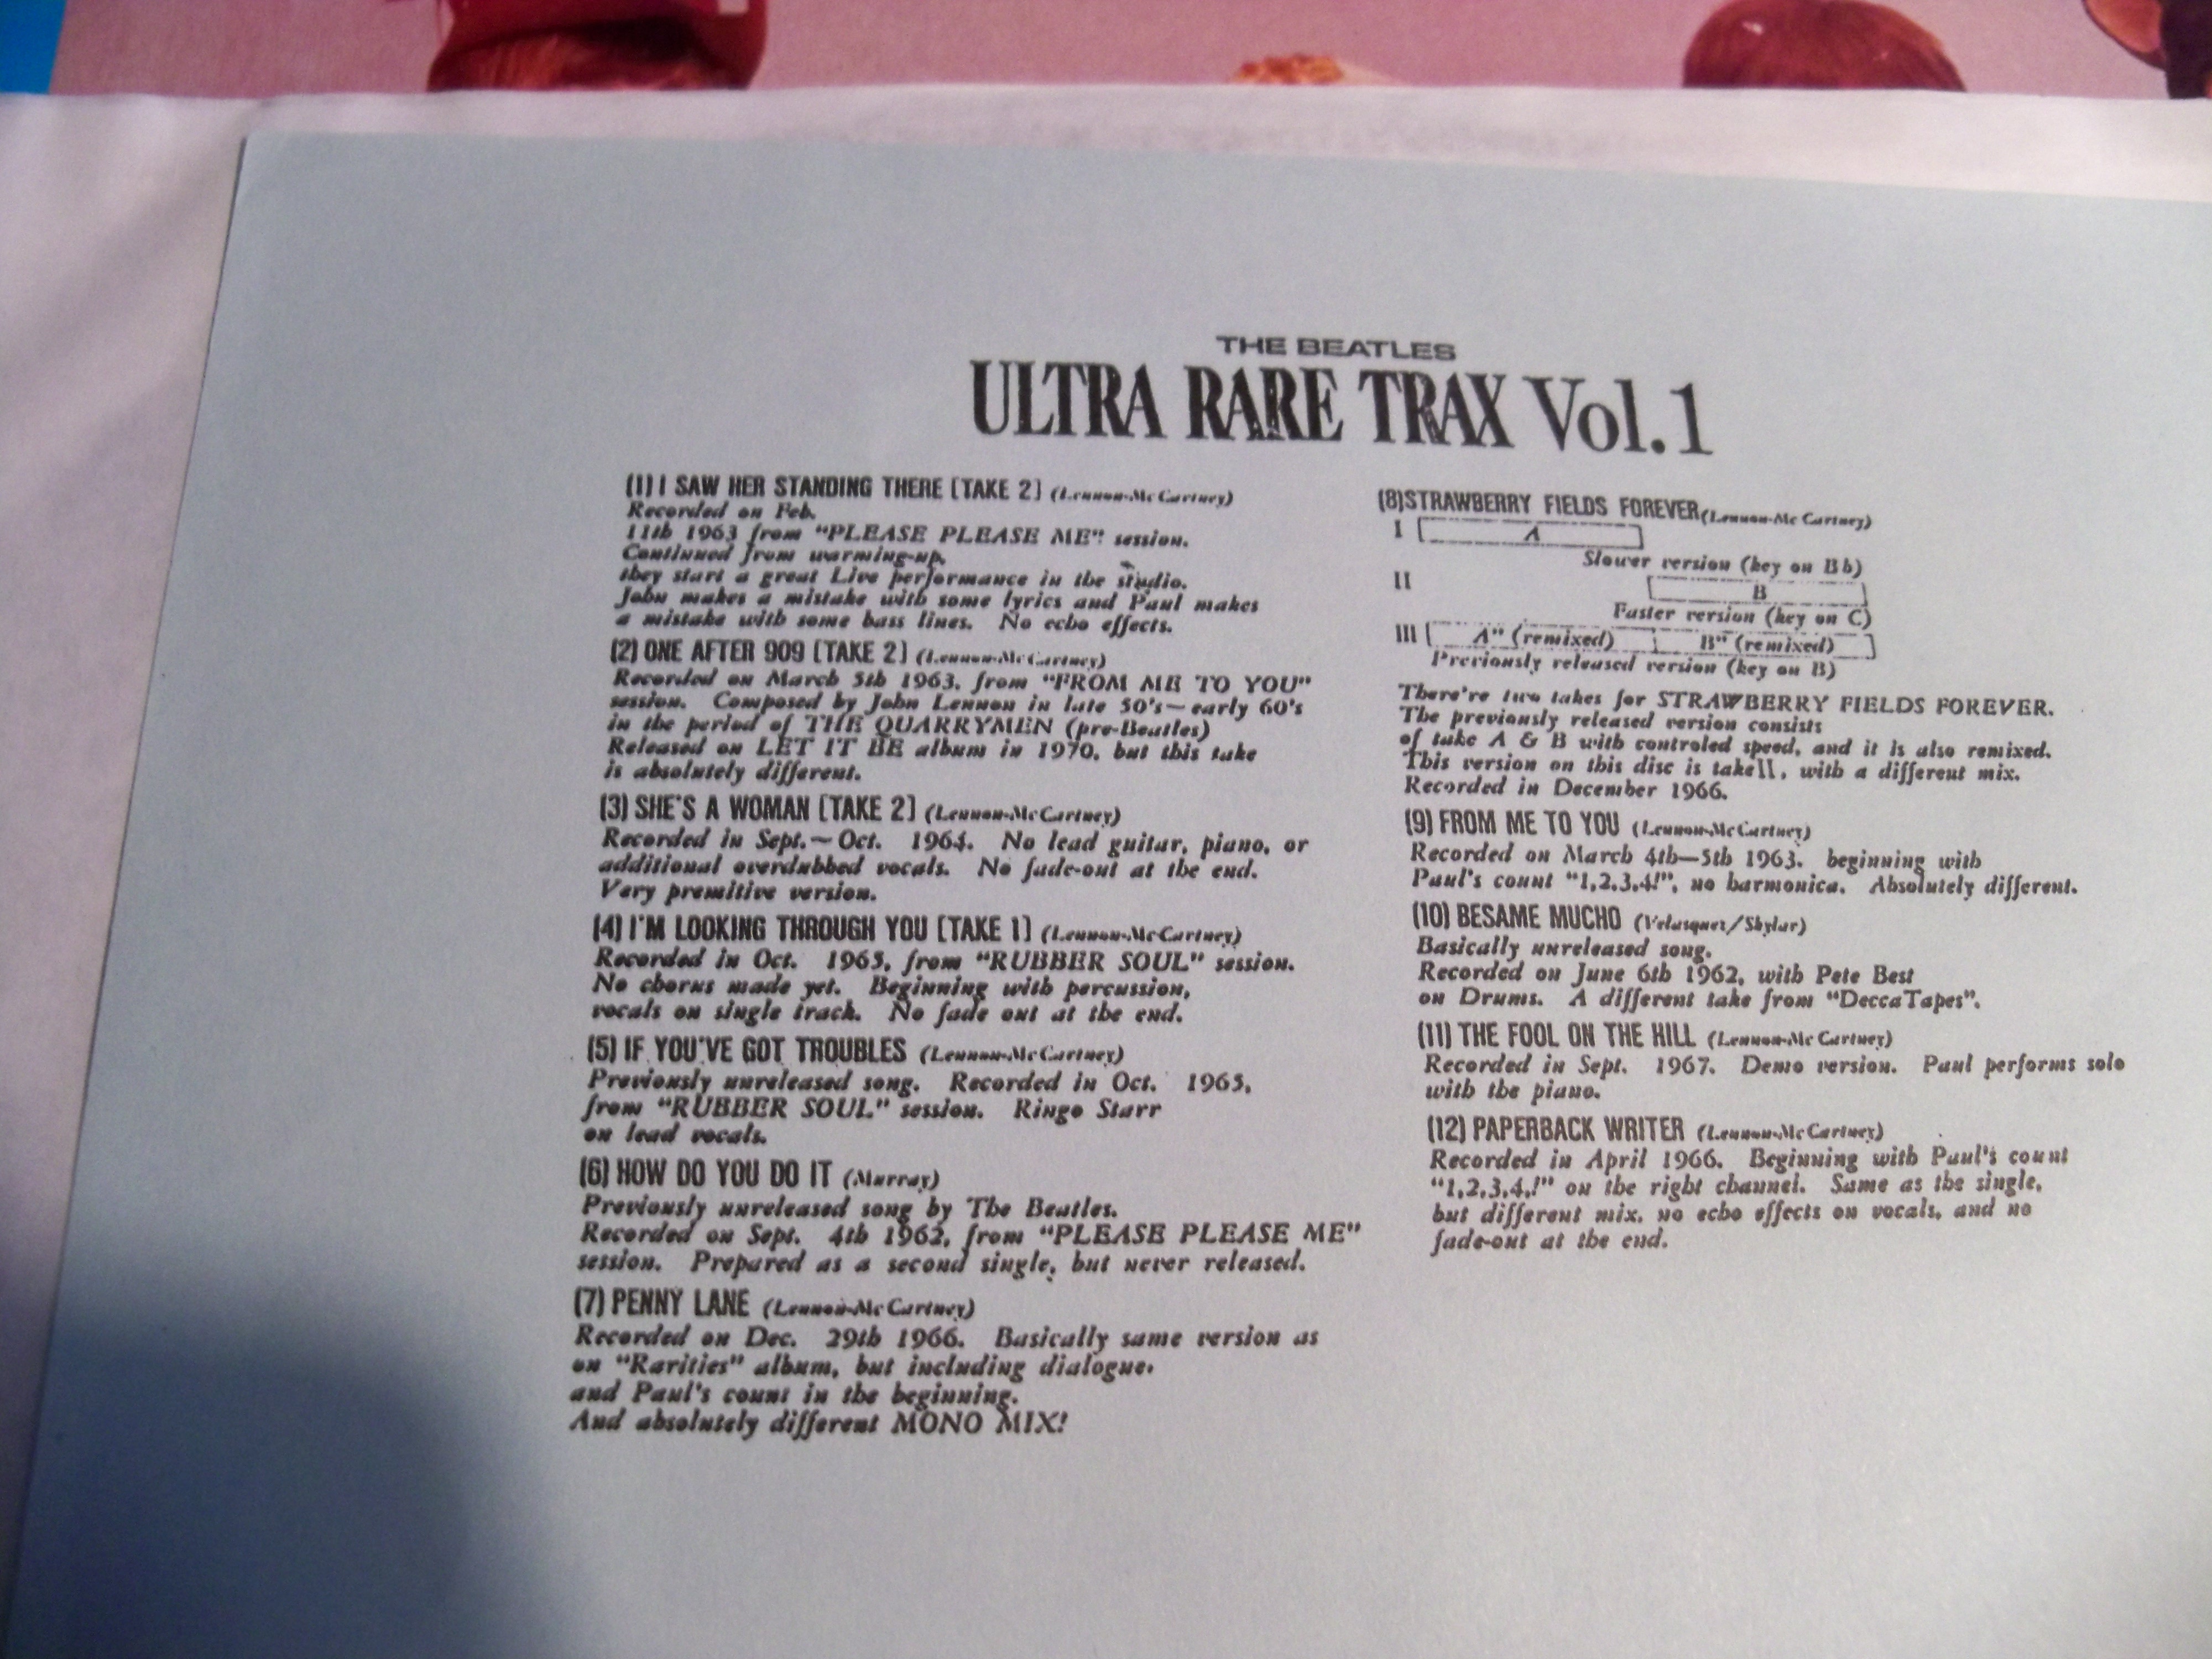 THE BEATLES
ULTRA RARE TRAX Vol.1
(1) I SAW HER STANDING THERE [TAKE 2] (Lennon-McCartney)
Recorded on Feb.
11th 1963 from "PLEASE PLEASE ME" session.
Continued from warming-up,
they start a great Live performance in the studio.
John makes a mistake with some lyrics and Paul makes
a mistake with some bass lines. No echo effects.
(2) ONE AFTER 909 [TAKE 2] (Lennon-McCartney)
Recorded on March 5th 1963, from "FROM ME TO YOU"
session. Composed by John Lennon in late 50's~early 60's
in the period of THE QUARRYMEN (pre-Beatles)
Released on LET IT BE album in 1970, but this take
is absolutely different.
(3) SHE'S A WOMAN [TAKE 2] (Lennon-McCartney)
Recorded in Sept.~Oct. 1964. No lead guitar, piano, or
additional overdubbed vocals. No fade-out at the end.
Very premitive version.
(4) I'M LOOKING THROUGH YOU [TAKE 1] (Lennon-McCartney)
Recorded in Oct. 1965, from "RUBBER SOUL" session.
No chorus made yet. Beginning with percussion,
vocals on single track. No fade out at the end.
(5) IF YOU'VE GOT TROUBLES (Lennon-McCartney)
Previously unreleased song. Recorded in Oct. 1965,
from "RUBBER SOUL" session. Ringo Starr
on lead vocals.
(6) HOW DO YOU DO IT (Murray)
Previously unreleased song by The Beatles.
Recorded on Sept. 4th 1962, from "PLEASE PLEASE ME"
session. Prepared as a second single, but never released.
(7) PENNY LANE (Lennon-McCartney)
Recorded on Dec. 29th 1966. Basically same version as
on "Rarities" album, but including dialogue,
and Paul's count in the beginning.
And absolutely different MONO MIX!
(8) STRAWBERRY FIELDS FOREVER (Lennon-McCartney)
I A
Slower version (key on Bb)
II B
Faster version (key on C)
III A" (remixed) B" (remixed)
Previously released version (key on B)
There're two takes for STRAWBERRY FIELDS FOREVER.
The previously released version consists
of take A & B with controled speed, and it is also remixed.
This version on this disc is take II, with a different mix.
Recorded in December 1966.
(9) FROM ME TO YOU (Lennon-McCartney)
Recorded on March 4th—5th 1963, beginning with
Paul's count "1,2,3,4!", no harmonica. Absolutely different.
(10) BESAME MUCHO (Velasquez/Skylar)
Basically unreleased song.
Recorded on June 6th 1962, with Pete Best
on Drums. A different take from "DeccaTapes".
(11) THE FOOL ON THE HILL (Lennon-McCartney)
Recorded in Sept. 1967. Demo version. Paul performs solo
with the piano.
(12) PAPERBACK WRITER (Lennon-McCartney)
Recorded in April 1966. Beginning with Paul's count
"1,2,3,4,!" on the right channel. Same as the single,
but different mix, no echo effects on vocals, and no
fade-out at the end.